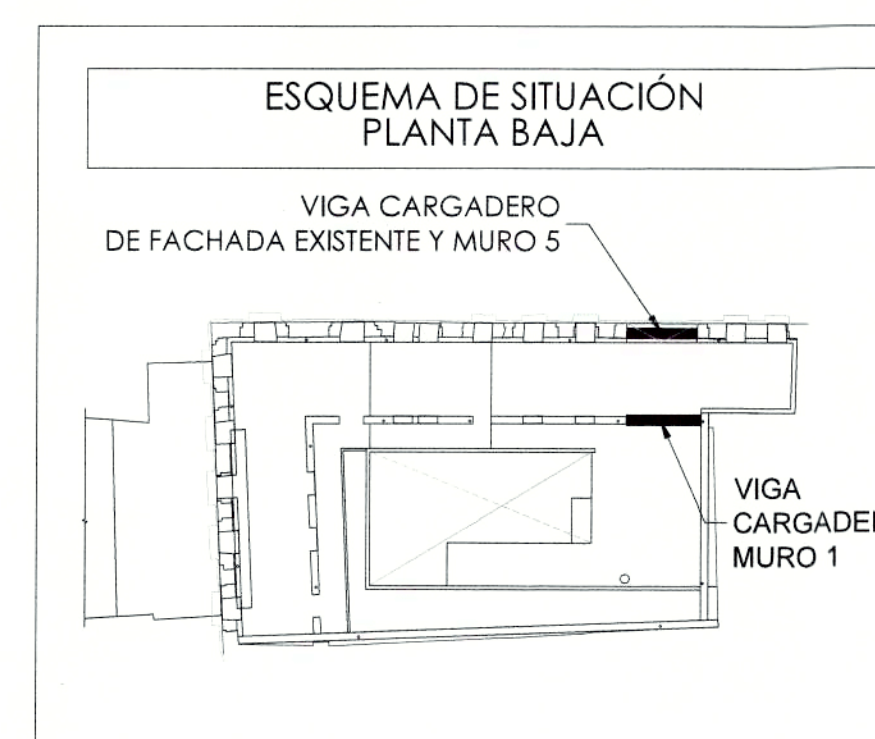 ESQUEMA DE SITUACIÓN
PLANTA BAJA
VIGA CARGADERO
DE FACHADA EXISTENTE Y MURO 5
VIGA
MURO 1